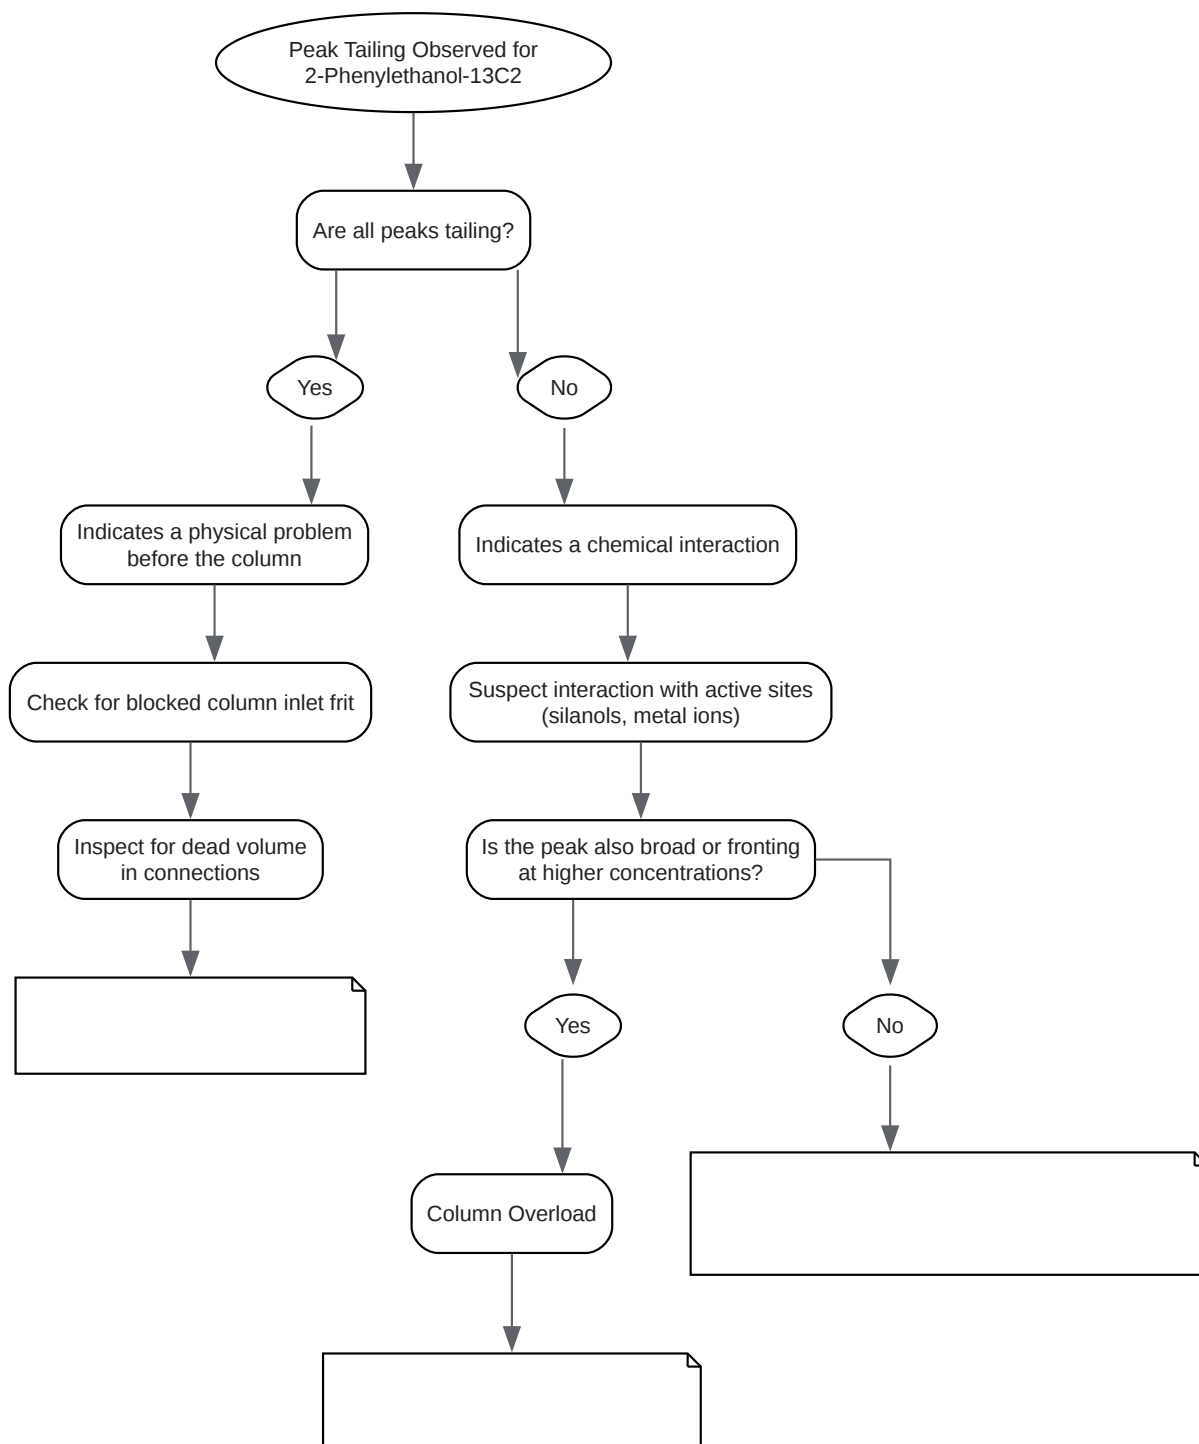 Peak Tailing Observed for
2-Phenylethanol-13C2
Are all peaks tailing?
Yes
No
Indicates a physical problem
before the column
Indicates a chemical interaction
Check for blocked column inlet frit
Suspect interaction with active sites
(silanols, metal ions)
Inspect for dead volume
in connections
Is the peak also broad or fronting
at higher concentrations?
Yes
No
Column Overload